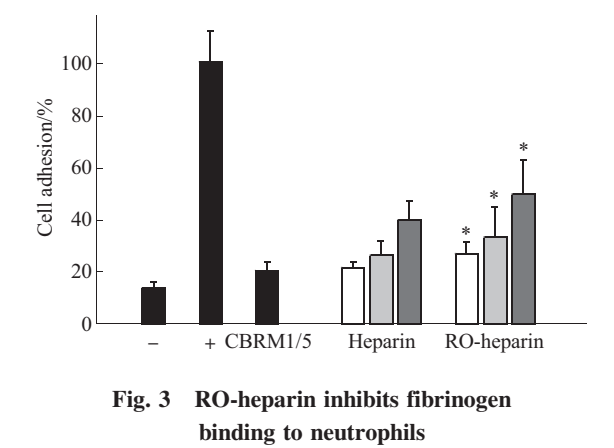 Cell adhesion/%
100
80
60
40
20
0
* * *
− + CBRM1/5 Heparin RO-heparin
Fig. 3 RO-heparin inhibits fibrinogen
binding to neutrophils